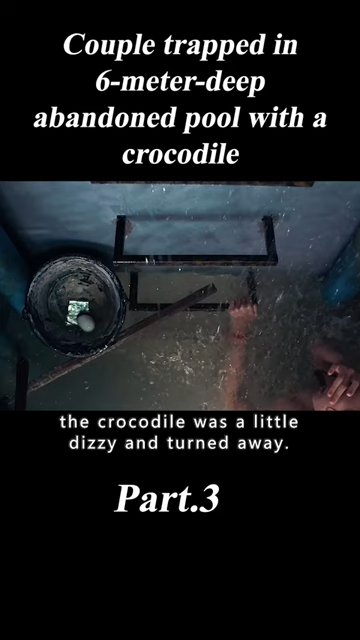 Couple trapped in
6-meter-deep
abandoned pool with a
crocodile
the crocodile was a little
dizzy and turned away.
Part.3